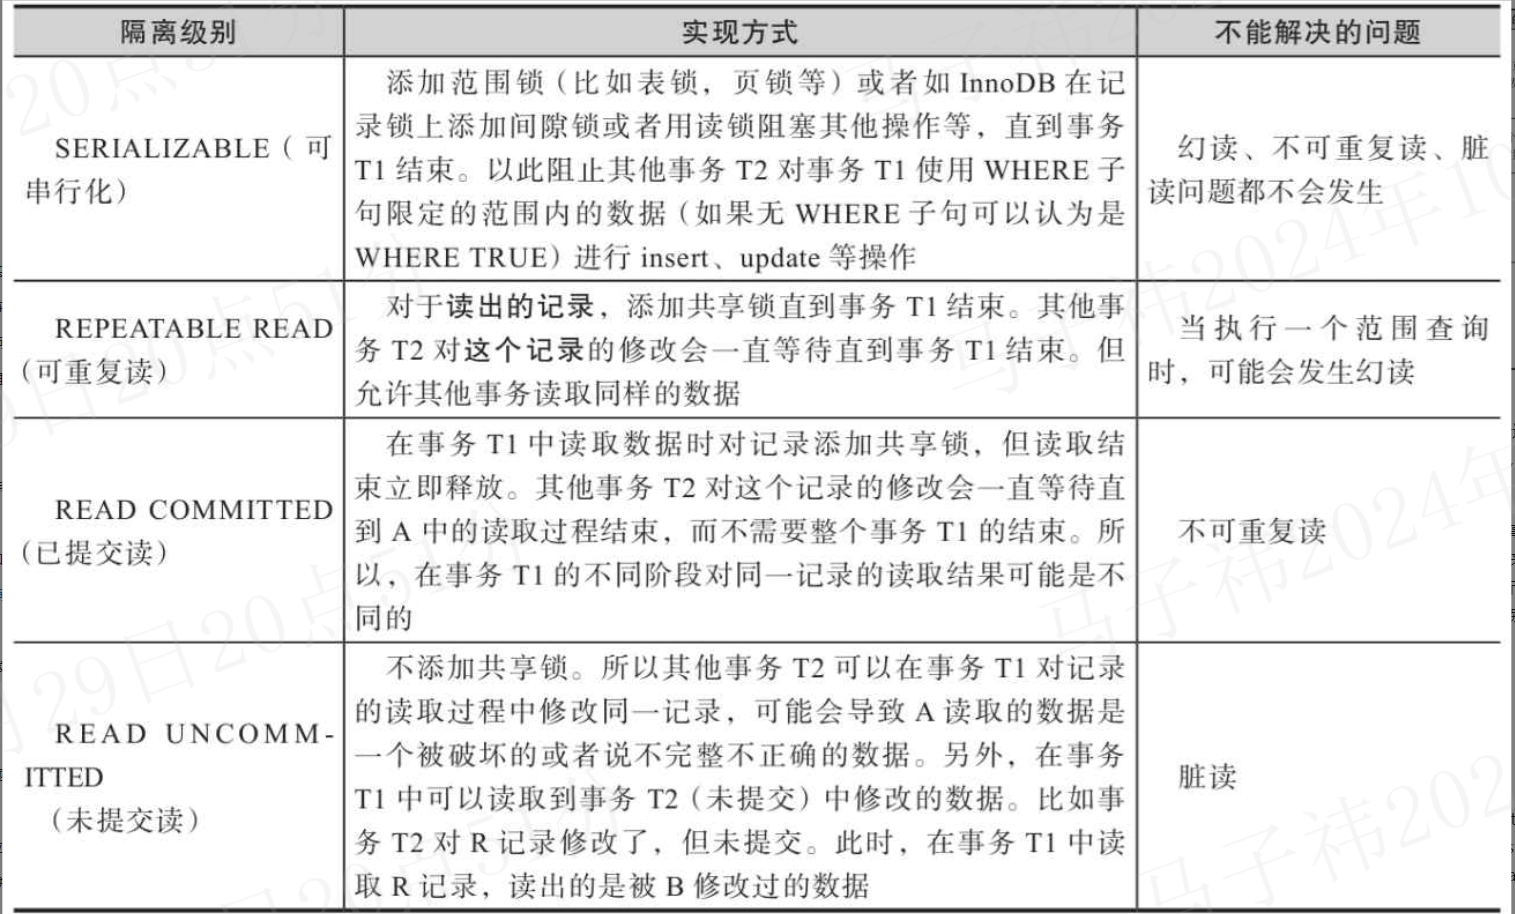 隔离级别
实现方式
不能解决的问题
SERIALIZABLE（可
串行化）
添加范围锁（比如表锁，页锁等）或者如 InnoDB 在记
录锁上添加间隙锁或者用读锁阻塞其他操作等，直到事务
T1 结束。以此阻止其他事务 T2 对事务 T1 使用 WHERE 子
句限定的范围内的数据（如果无 WHERE 子句可以认为是
WHERE TRUE）进行 insert、update 等操作
幻读、不可重复读、脏
读问题都不会发生
REPEATABLE READ
（可重复读）
对于读出的记录，添加共享锁直到事务 T1 结束。其他事
务 T2 对这个记录的修改会一直等待直到事务 T1 结束。但
允许其他事务读取同样的数据
当执行一个范围查询
时，可能会发生幻读
READ COMMITTED
（已提交读）
在事务 T1 中读取数据时对记录添加共享锁，但读取结
束立即释放。其他事务 T2 对这个记录的修改会一直等待直
到 A 中的读取过程结束，而不需要整个事务 T1 的结束。所
以，在事务 T1 的不同阶段对同一记录的读取结果可能是不
同的
不可重复读
READ UNCOMM-
ITTED
（未提交读）
不添加共享锁。所以其他事务 T2 可以在事务 T1 对记录
的读取过程中修改同一记录，可能会导致 A 读取的数据是
一个被破坏的或者说不完整不正确的数据。另外，在事务
T1 中可以读取到事务 T2（未提交）中修改的数据。比如事
务 T2 对 R 记录修改了，但未提交。此时，在事务 T1 中读
取 R 记录，读出的是被 B 修改过的数据
脏读